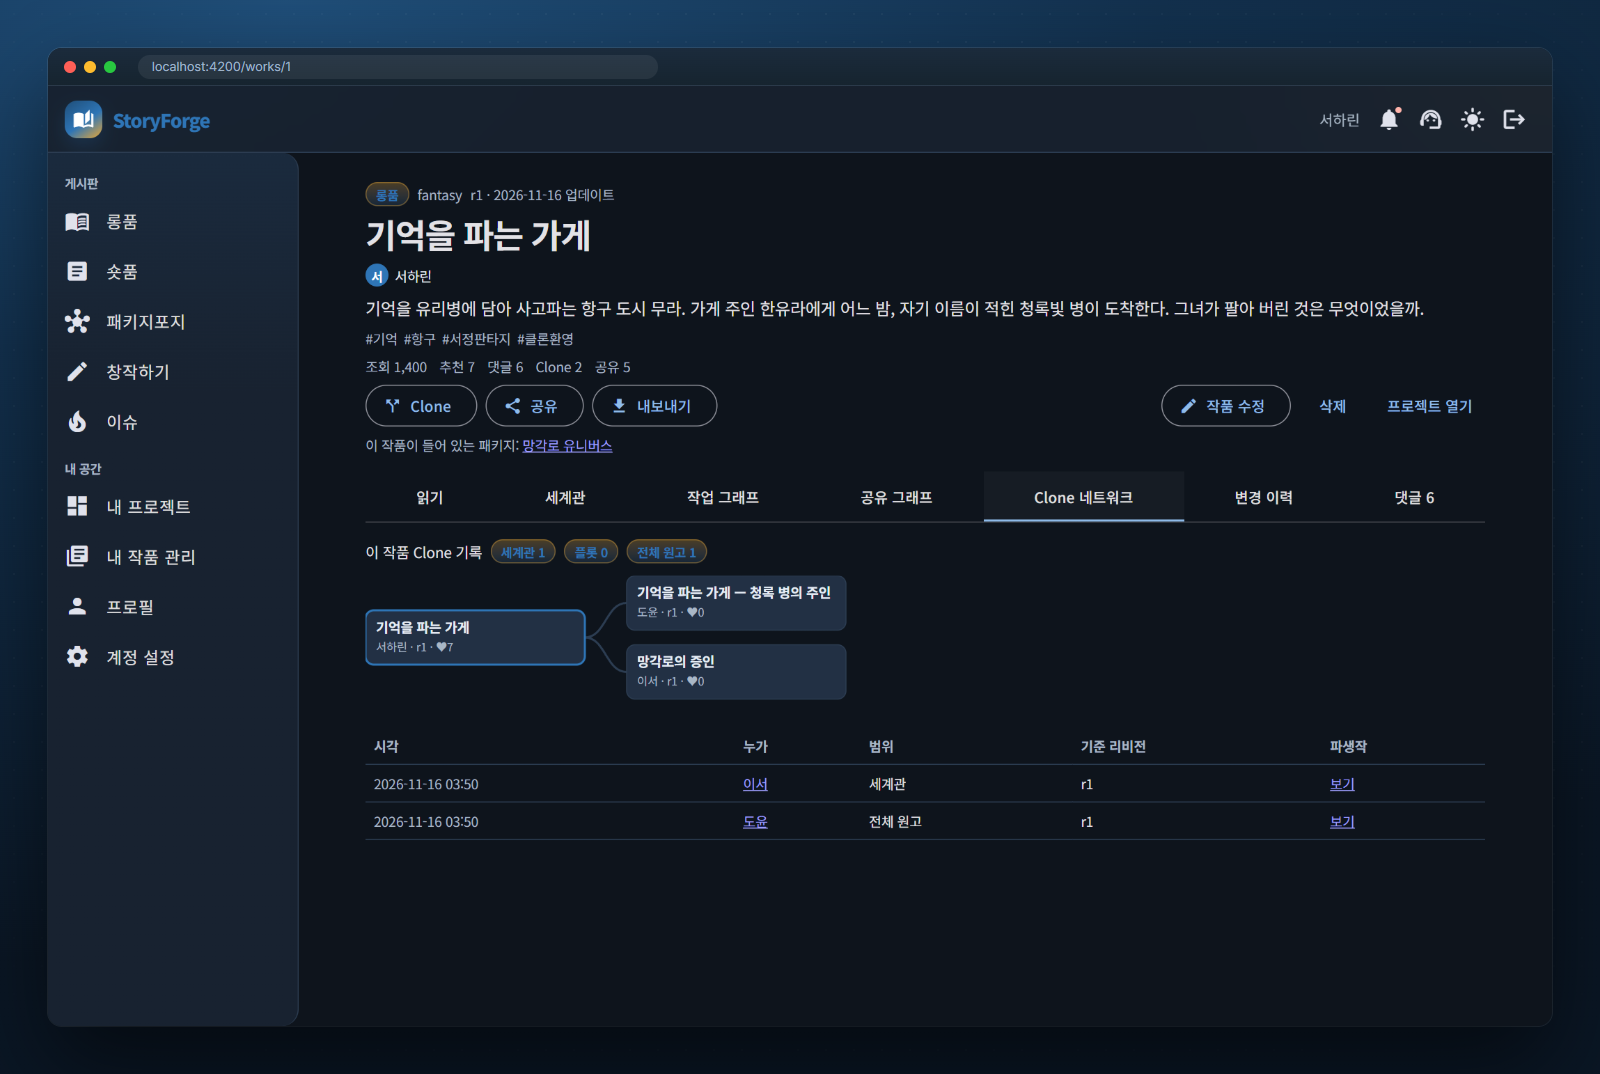 localhost:4200/works/1
StoryForge
서하린
게시판
롱폼
숏폼
패키지포지
창작하기
이슈
내 공간
내 프로젝트
내 작품 관리
프로필
계정 설정
롱폼 fantasy r1 · 2026-11-16 업데이트
기억을 파는 가게
서 서하린
기억을 유리병에 담아 사고파는 항구 도시 무라. 가게 주인 한유라에게 어느 밤, 자기 이름이 적힌 청록빛 병이 도착한다. 그녀가 팔아 버린 것은 무엇이었을까.
#기억 #항구 #서정판타지 #클론환영
조회 1,400 추천 7 댓글 6 Clone 2 공유 5
Clone 공유 내보내기 작품 수정 삭제 프로젝트 열기
이 작품이 들어 있는 패키지: 망각로 유니버스
읽기 세계관 작업 그래프 공유 그래프 Clone 네트워크 변경 이력 댓글 6
이 작품 Clone 기록 세계관 1 플롯 0 전체 원고 1
기억을 파는 가게
서하린 · r1 · ♥7
기억을 파는 가게 — 청록 병의 주인
도윤 · r1 · ♥0
망각로의 증인
이서 · r1 · ♥0
시각 누가 범위 기준 리비전 파생작
2026-11-16 03:50 이서 세계관 r1 보기
2026-11-16 03:50 도윤 전체 원고 r1 보기